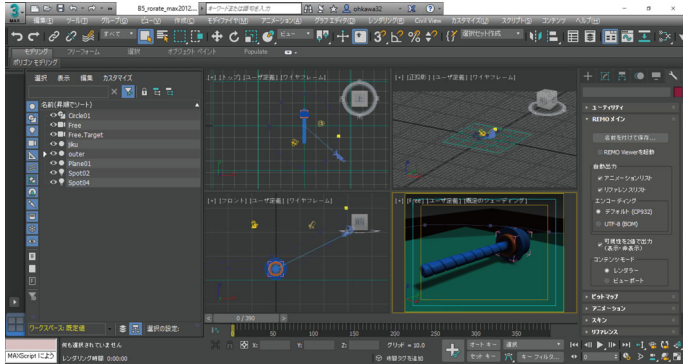 3 MAX B5_rorate_max2012... キーワードまたは語句を入力 ohkawa32
編集(E) ツール(T) グループ(G) ビュー(V) 作成(C) モディファイヤ(M) アニメーション(A) グラフ エディタ(D) レンダリング(R) Civil View カスタマイズ(U) スクリプト(S) コンテンツ ヘルプ(H)
すべて ビュー 選択セット作成
モデリング フリーフォーム 選択 オブジェクト ペイント Populate
ポリゴン モデリング
選択 表示 編集 カスタマイズ
名前(昇順でソート)
Circle01
Free
Free.Target
jiku
outer
Plane01
Spot02
Spot04
[+] [トップ] [ユーザ定義] [ワイヤフレーム]
[+] [正投影] [ユーザ定義] [ワイヤフレーム]
[+] [フロント] [ユーザ定義] [ワイヤフレーム]
[+] [Free] [ユーザ定義] [既定のシェーディング]
上
ユーティリティ
REMO メイン
名前を付けて保存...
REMO Viewerを起動
自動出力
アニメーションリスト
リファレンスリスト
エンコーディング
デフォルト (CP932)
UTF-8 (BOM)
可視性を2値で出力
(表示・非表示)
コンテンツモード
レンダラー
ビューポート
ビットマップ
アニメーション
スキン
リファレンス
0 / 390
ワークスペース: 既定値 選択の設定:
0 50 100 150 200 250 300 350
何も選択されていません
X: Y: Z: グリッド = 10.0 オート キー 選択
MAXScript によう レンダリング時間 0:00:00 時間タグを追加 セット キー キー フィルタ... 0